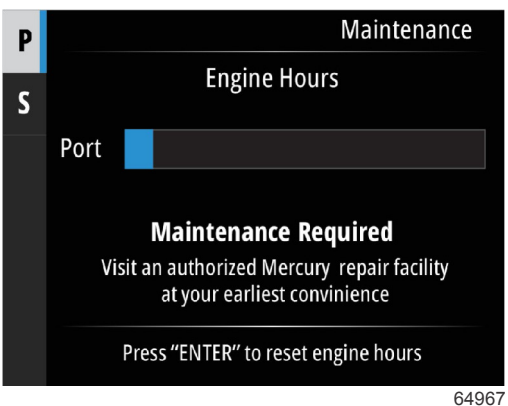 P
Maintenance
Engine Hours
S
Port
Maintenance Required
Visit an authorized Mercury repair facility
at your earliest convinience
Press “ENTER” to reset engine hours
64967